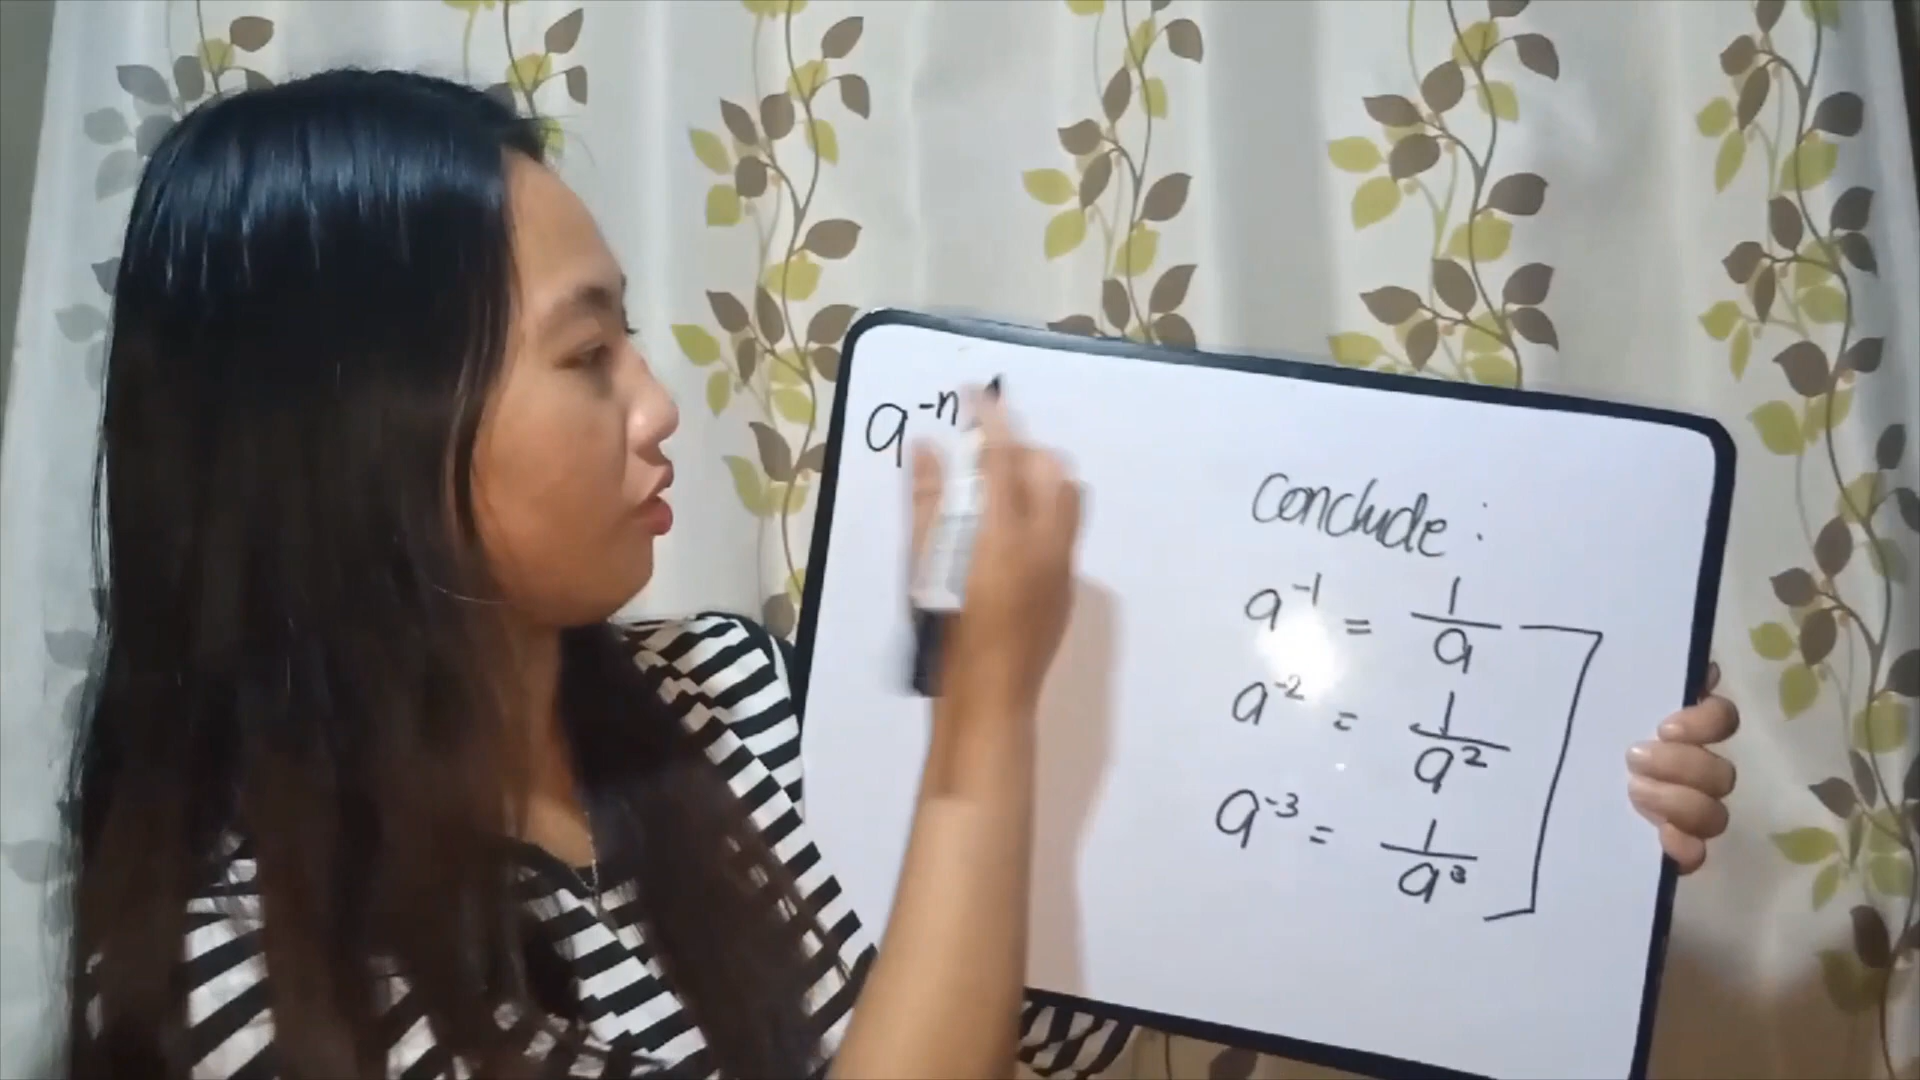 a⁻ⁿ
conclude :
a⁻¹ = 1/a
a⁻² = 1/a²
a⁻³ = 1/a³